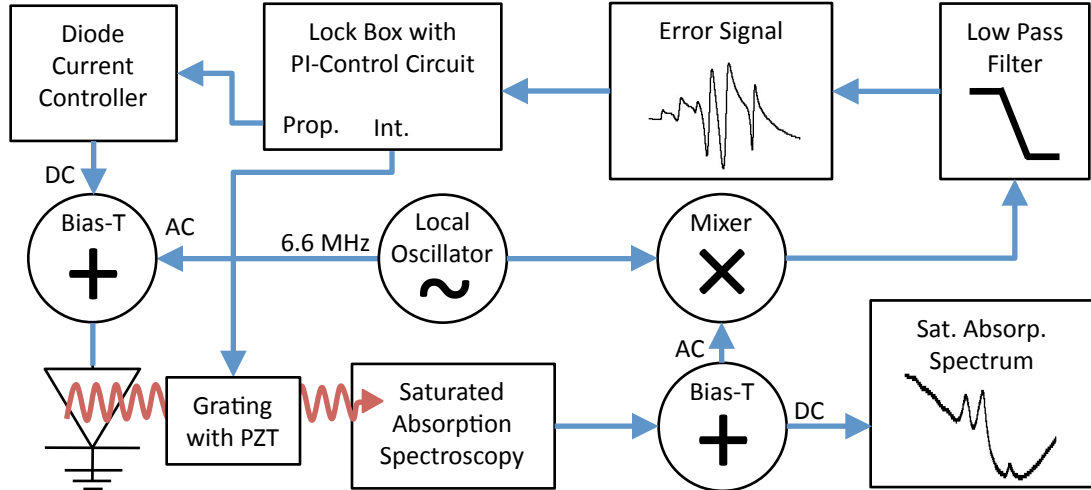 Diode
Current
Controller
Lock Box with
PI-Control Circuit
Prop.
Int.
Error Signal
Low Pass
Filter
DC
Bias-T
AC
6.6 MHz
Local
Oscillator
Mixer
AC
Sat. Absorp.
Spectrum
Grating
with PZT
Saturated
Absorption
Spectroscopy
Bias-T
DC